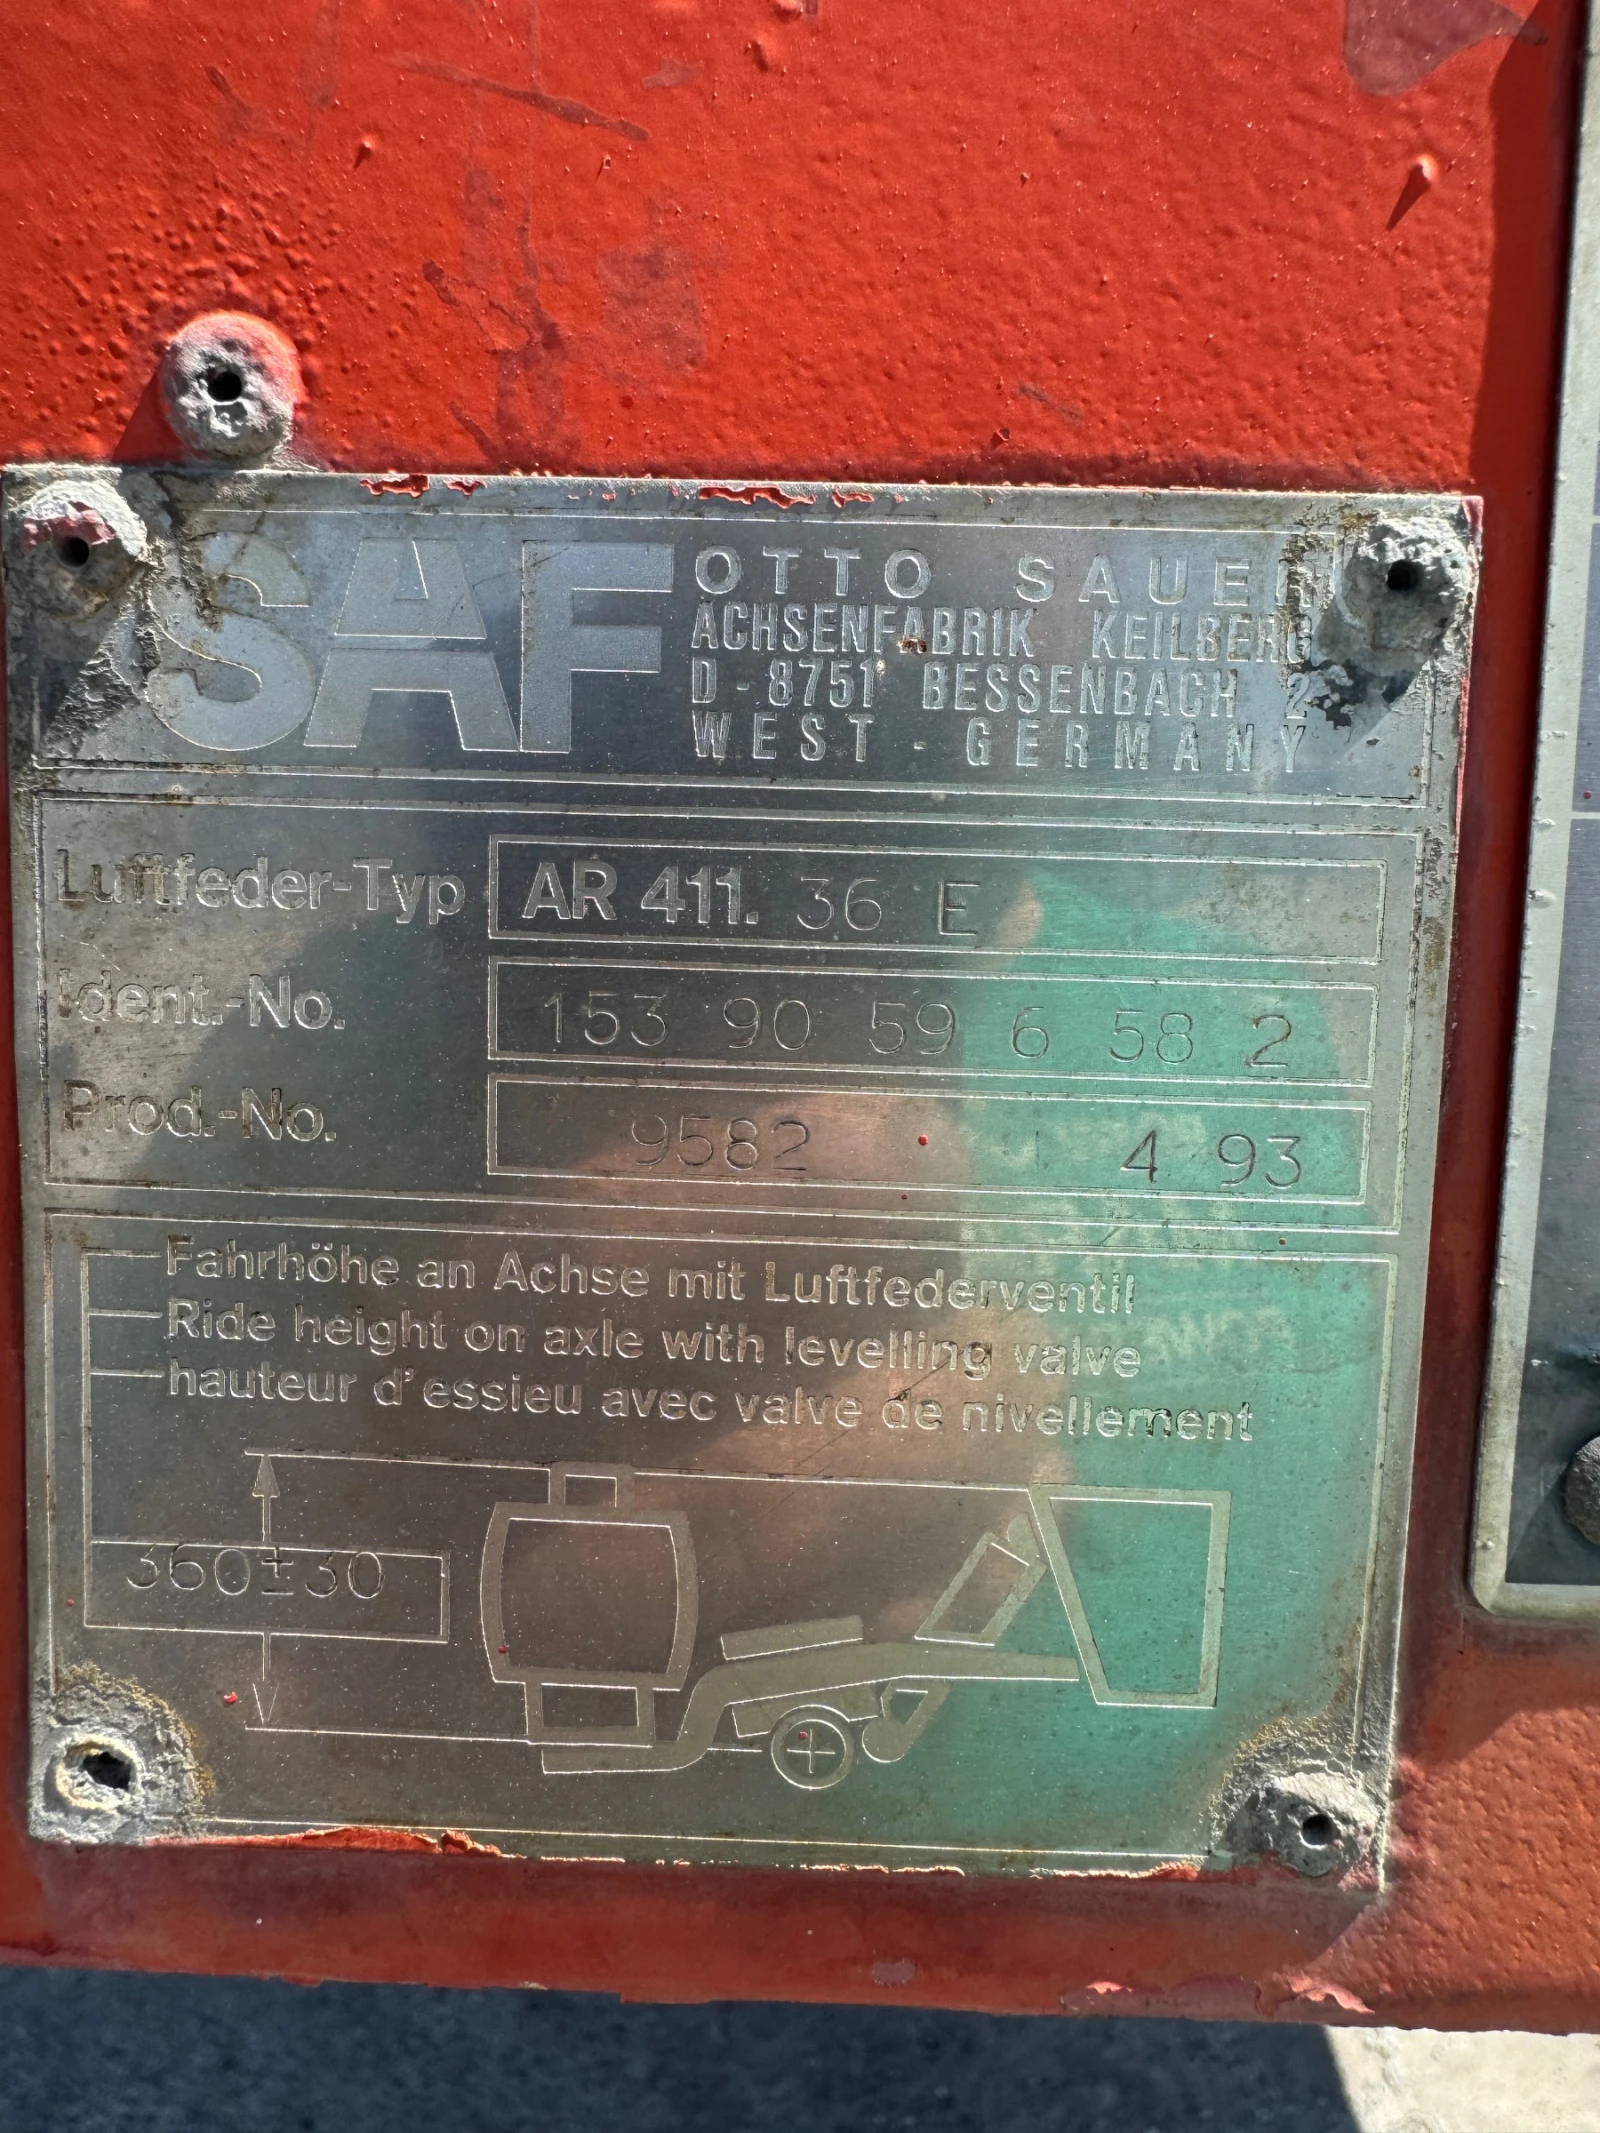 SAF
OTTO SAUER
ACHSENFABRIK KEILBERG
D - 8751 BESSENBACH 2
WEST - GERMANY
Luftfeder-Typ AR 411. 36 E
Ident.-No. 153 90 59 6 58 2
Prod.-No. 9582 4 93
Fahrhöhe an Achse mit Luftfederventil
Ride height on axle with levelling valve
hauteur d'essieu avec valve de nivellement
360±30